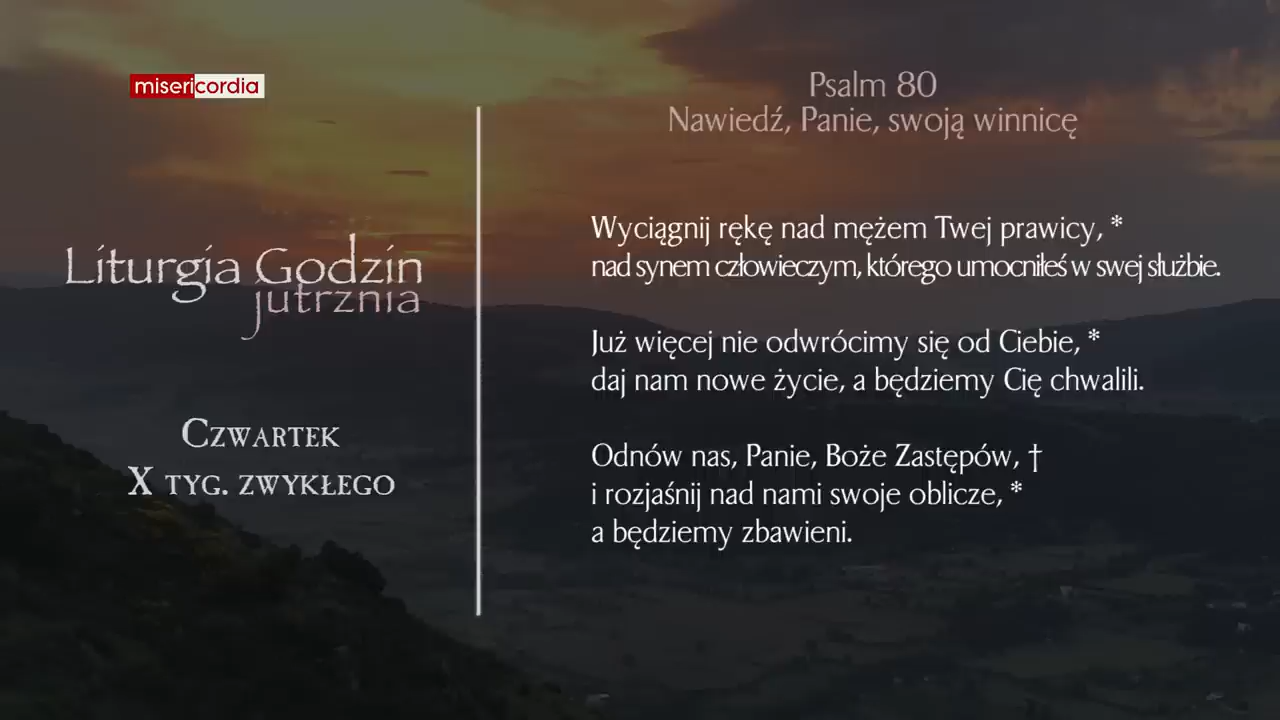 misericordia
Liturgia Godzin
jutrznia
Czwartek
X tyg. zwykłego
Psalm 80
Nawiedź, Panie, swoją winnicę
Wyciągnij rękę nad mężem Twej prawicy, *
nad synem człowieczym, którego umocniłeś w swej służbie.
Już więcej nie odwrócimy się od Ciebie, *
daj nam nowe życie, a będziemy Cię chwalili.
Odnów nas, Panie, Boże Zastępów, †
i rozjaśnij nad nami swoje oblicze, *
a będziemy zbawieni.